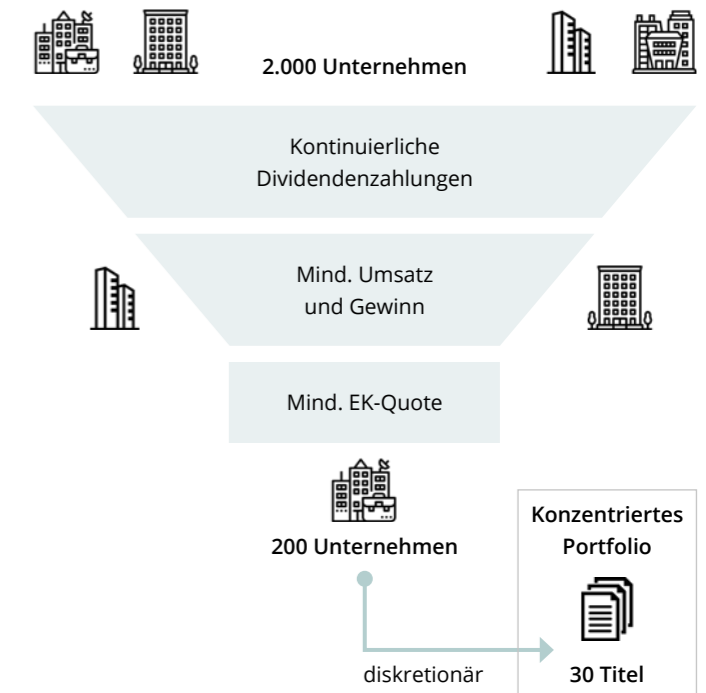 2.000 Unternehmen
Kontinuierliche
Dividendenzahlungen
Mind. Umsatz
und Gewinn
Mind. EK-Quote
200 Unternehmen
Konzentriertes
Portfolio
diskretionär
30 Titel